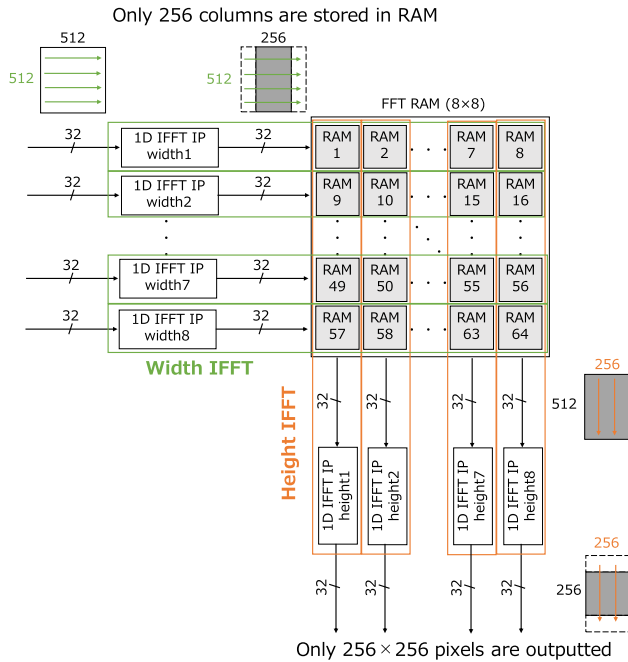 Only 256 columns are stored in RAM
512
512
256
512
FFT RAM (8×8)
32
1D IFFT IP
width1
32
RAM
1
RAM
2
. . .
RAM
7
RAM
8
32
1D IFFT IP
width2
32
RAM
9
RAM
10
. . .
RAM
15
RAM
16
32
1D IFFT IP
width7
32
RAM
49
RAM
50
. . .
RAM
55
RAM
56
32
1D IFFT IP
width8
32
RAM
57
RAM
58
. . .
RAM
63
RAM
64
Width IFFT
Height IFFT
32
32
32
32
256
512
1D IFFT IP
height1
1D IFFT IP
height2
1D IFFT IP
height7
1D IFFT IP
height8
32
32
32
32
256
256
Only 256×256 pixels are outputted